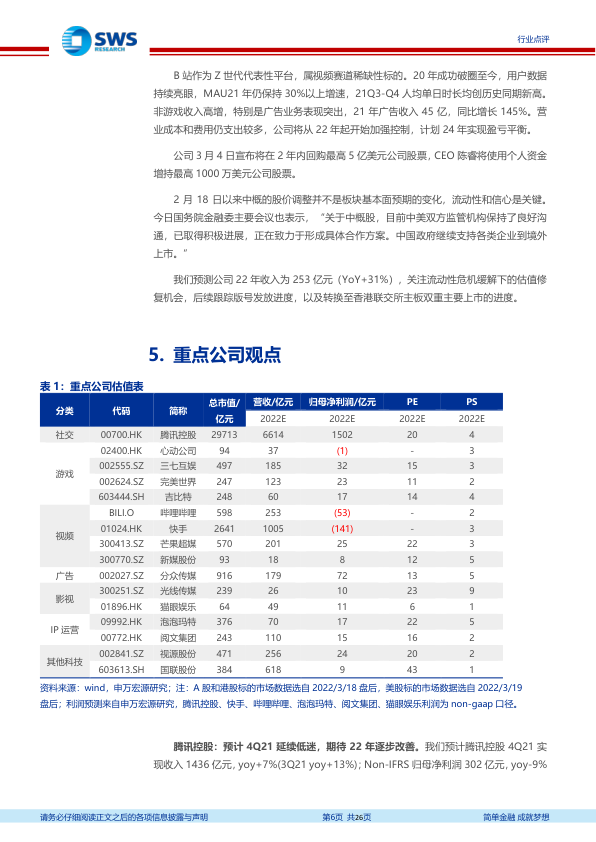 SWS
RESEARCH
行业点评
B 站作为 Z 世代代表性平台，属视频赛道稀缺性标的。20 年成功破圈至今，用户数据
持续亮眼，MAU21 年仍保持 30%以上增速，21Q3-Q4 人均单日时长均创历史同期新高。
非游戏收入高增，特别是广告业务表现突出，21 年广告收入 45 亿，同比增长 145%。营
业成本和费用仍支出较多，公司将从 22 年起开始加强控制，计划 24 年实现盈亏平衡。
公司 3 月 4 日宣布将在 2 年内回购最高 5 亿美元公司股票，CEO 陈睿将使用个人资金
增持最高 1000 万美元公司股票。
2 月 18 日以来中概的股价调整并不是板块基本面预期的变化，流动性和信心是关键。
今日国务院金融委主要会议也表示，“关于中概股，目前中美双方监管机构保持了良好沟
通，已取得积极进展，正在致力于形成具体合作方案。中国政府继续支持各类企业到境外
上市。”
我们预测公司 22 年收入为 253 亿元（YoY+31%），关注流动性危机缓解下的估值修
复机会，后续跟踪版号发放进度，以及转换至香港联交所主板双重主要上市的进度。
5. 重点公司观点
表 1：重点公司估值表
分类 代码 简称 总市值/亿元 营收/亿元 归母净利润/亿元 PE PS
2022E 2022E 2022E 2022E
社交 00700.HK 腾讯控股 29713 6614 1502 20 4
游戏 02400.HK 心动公司 94 37 (1) - 3
002555.SZ 三七互娱 497 185 32 15 3
002624.SZ 完美世界 247 123 23 11 2
603444.SH 吉比特 248 60 17 14 4
视频 BILI.O 哔哩哔哩 598 253 (53) - 2
01024.HK 快手 2641 1005 (141) - 3
300413.SZ 芒果超媒 570 201 25 22 3
300770.SZ 新媒股份 93 18 8 12 5
广告 002027.SZ 分众传媒 916 179 72 13 5
影视 300251.SZ 光线传媒 239 26 10 23 9
01896.HK 猫眼娱乐 64 49 11 6 1
IP 运营 09992.HK 泡泡玛特 376 70 17 22 5
00772.HK 阅文集团 243 110 15 16 2
其他科技 002841.SZ 视源股份 471 256 24 20 2
603613.SH 国联股份 384 618 9 43 1
资料来源：wind，申万宏源研究；注：A 股和港股标的市场数据选自 2022/3/18 盘后，美股标的市场数据选自 2022/3/19
盘后；利润预测来自申万宏源研究，腾讯控股、快手、哔哩哔哩、泡泡玛特、阅文集团、猫眼娱乐利润为 non-gaap 口径。
腾讯控股：预计 4Q21 延续低迷，期待 22 年逐步改善。我们预计腾讯控股 4Q21 实
现收入 1436 亿元，yoy+7%(3Q21 yoy+13%)；Non-IFRS 归母净利润 302 亿元，yoy-9%
请务必仔细阅读正文之后的各项信息披露与声明
第6页 共26页
简单金融 成就梦想